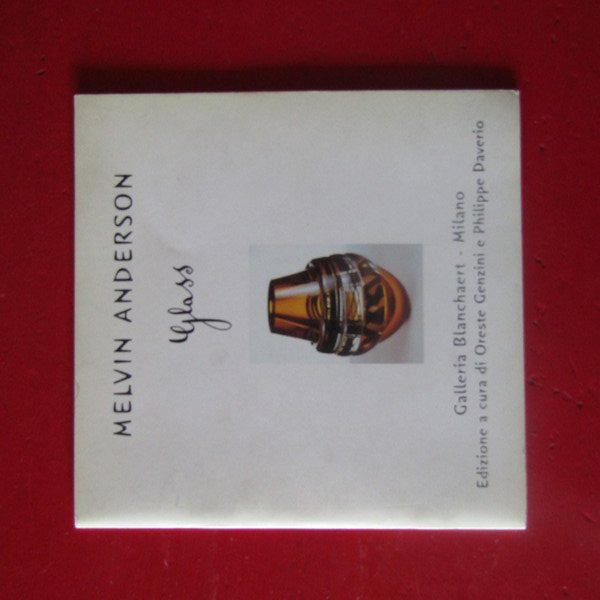 MELVIN ANDERSON
Glass
Galleria Blanchaert - Milano
Edizione a cura di Oreste Genzini e Philippe Daverio